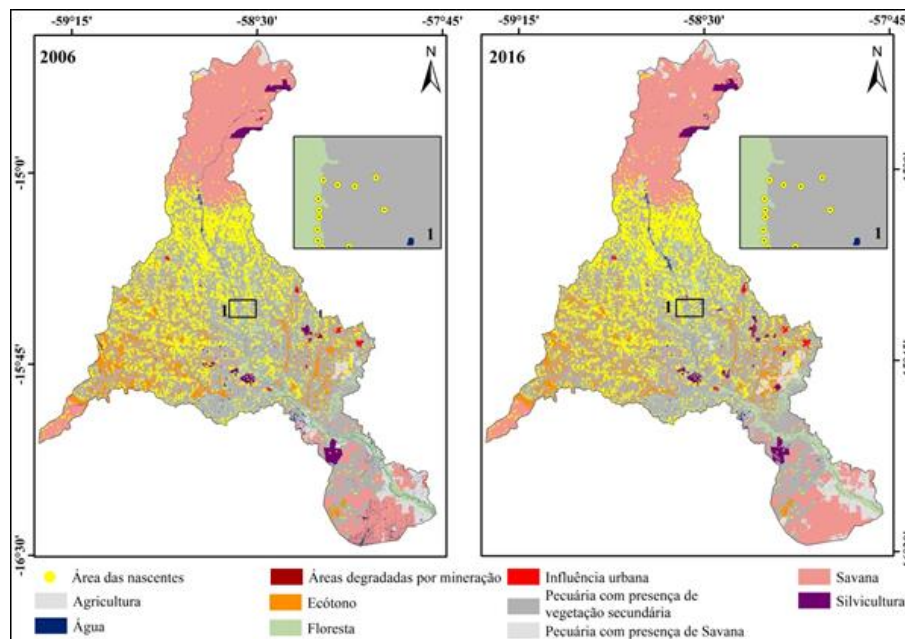 -59°15' -58°30' -57°45'
-59°15' -58°30' -57°45'
2006
N
2016
N
-15°0'
1
1
1
1
1
-15°45'
-16°30'
Área das nascentes
Áreas degradadas por mineração
Influência urbana
Savana
Agricultura
Ecótono
Pecuária com presença de
vegetação secundária
Silvicultura
Água
Floresta
Pecuária com presença de Savana